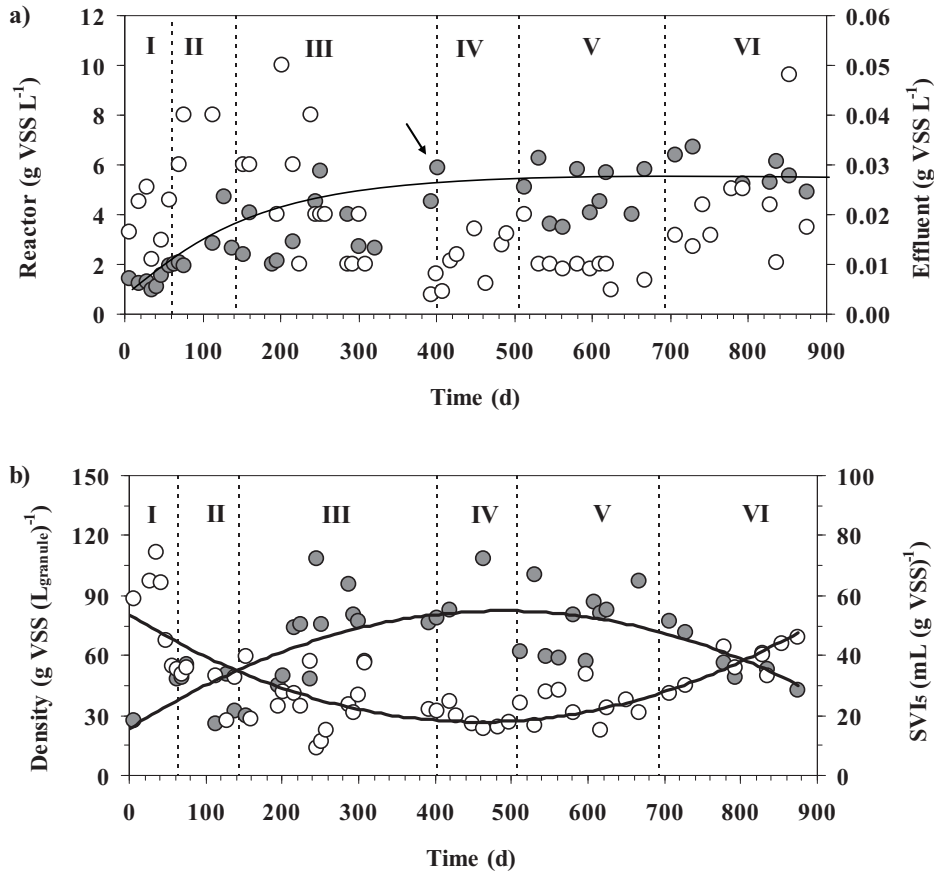 a)
Reactor (g VSS L⁻¹)
12
10
8
6
4
2
0
I
II
III
IV
V
VI
0.06
0.05
0.04
0.03
0.02
0.01
0.00
Effluent (g VSS L⁻¹)
0 100 200 300 400 500 600 700 800 900
Time (d)
b)
Density (g VSS (Lgranule)⁻¹)
150
120
90
60
30
0
I
II
III
IV
V
VI
100
80
60
40
20
0
SVI₅ (mL (g VSS)⁻¹)
0 100 200 300 400 500 600 700 800 900
Time (d)